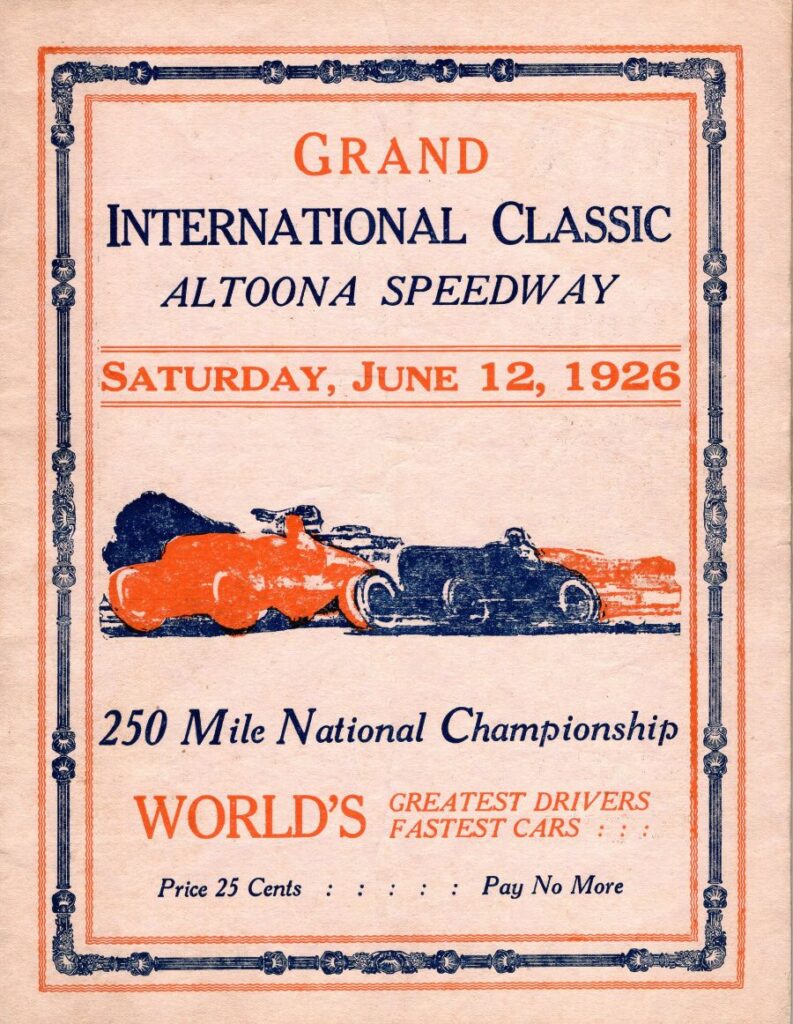 GRAND
INTERNATIONAL CLASSIC
ALTOONA SPEEDWAY
SATURDAY, JUNE 12, 1926
250 Mile National Championship
WORLD'S GREATEST DRIVERS
FASTEST CARS : : :
Price 25 Cents : : : : : Pay No More